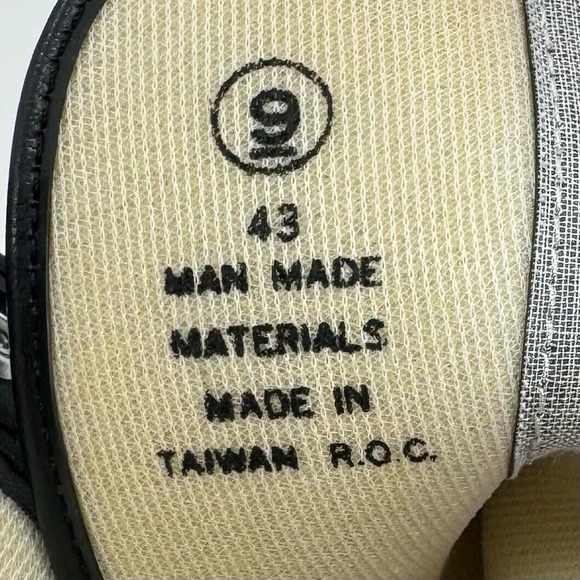 9
43
MAN MADE
MATERIALS
MADE IN
TAIWAN R.O.C.